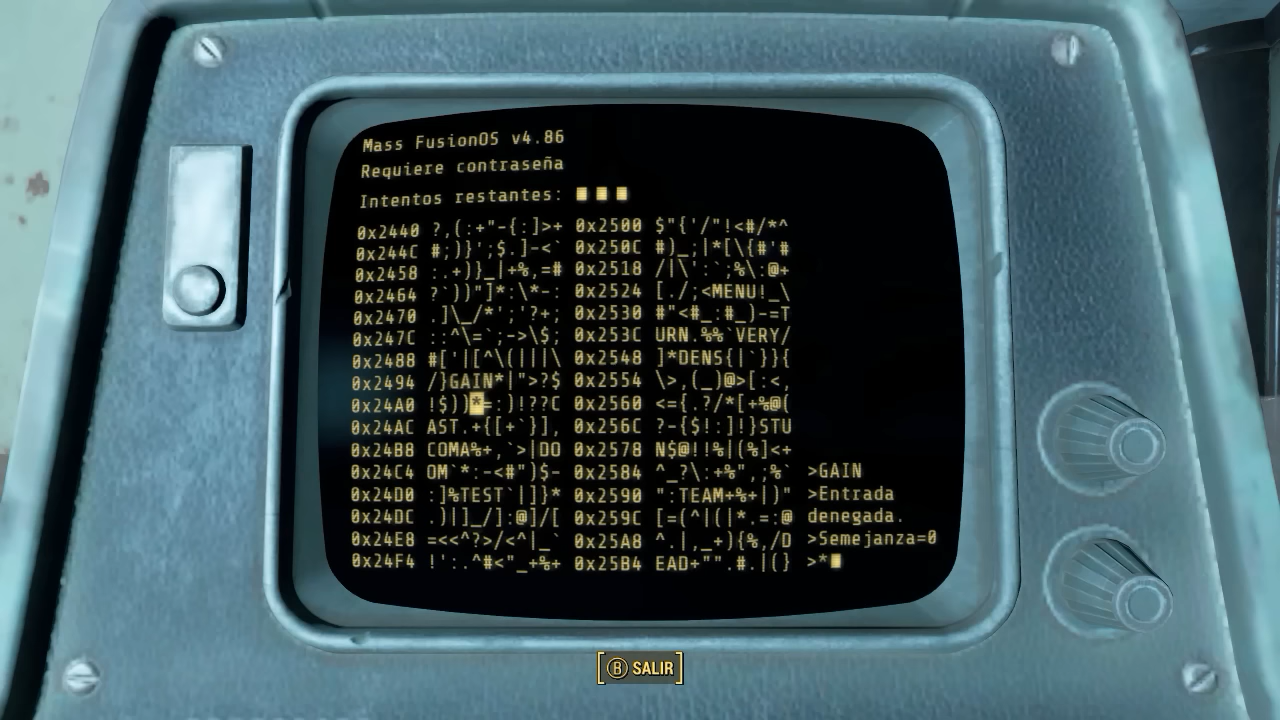 Mass FusionOS v4.86
Requiere contraseña
Intentos restantes:
0x2440 ?,(:+"-{:]>+ 0x2500 $"{'/"!<#/*^
0x244C #;)}';$.]-<` 0x250C #)_;|*[\{#'#
0x2458 :.+)}_|+%,=# 0x2518 /|\':`;%\:@+
0x2464 ?`))"]*:\*-: 0x2524 [./;<MENU!_\
0x2470 .]\_/*';'?+; 0x2530 #"<#_:#_)-=T
0x247C ::^\=`;->\$; 0x253C URN.%%`VERY/
0x2488 #['|[^\(|||\ 0x2548 ]*DENS{|`}}{
0x2494 /}GAIN*|">?$ 0x2554 \>,(_)@>[:<,
0x24A0 !$))*=:)!??C 0x2560 <={.?/*[+%@(
0x24AC AST.+{[+`}], 0x256C ?-{$!:]!}STU
0x24B8 COMA%+,`>|DO 0x2578 N$@!!%|(%]<+
0x24C4 OM`*:-<#")$- 0x2584 ^_?\:+%",;%` >GAIN
0x24D0 :]%TEST`|]}* 0x2590 ":TEAM+%+|)" >Entrada
0x24DC .)|]_/]:@]/[ 0x259C [=(^|(|*.=:@ denegada.
0x24E8 =<<^?>/<^|_` 0x25A8 ^.|,_+){%,/D >Semejanza=0
0x24F4 !':.^#<"_+%+ 0x25B4 EAD+"".#.|(} >*
B SALIR